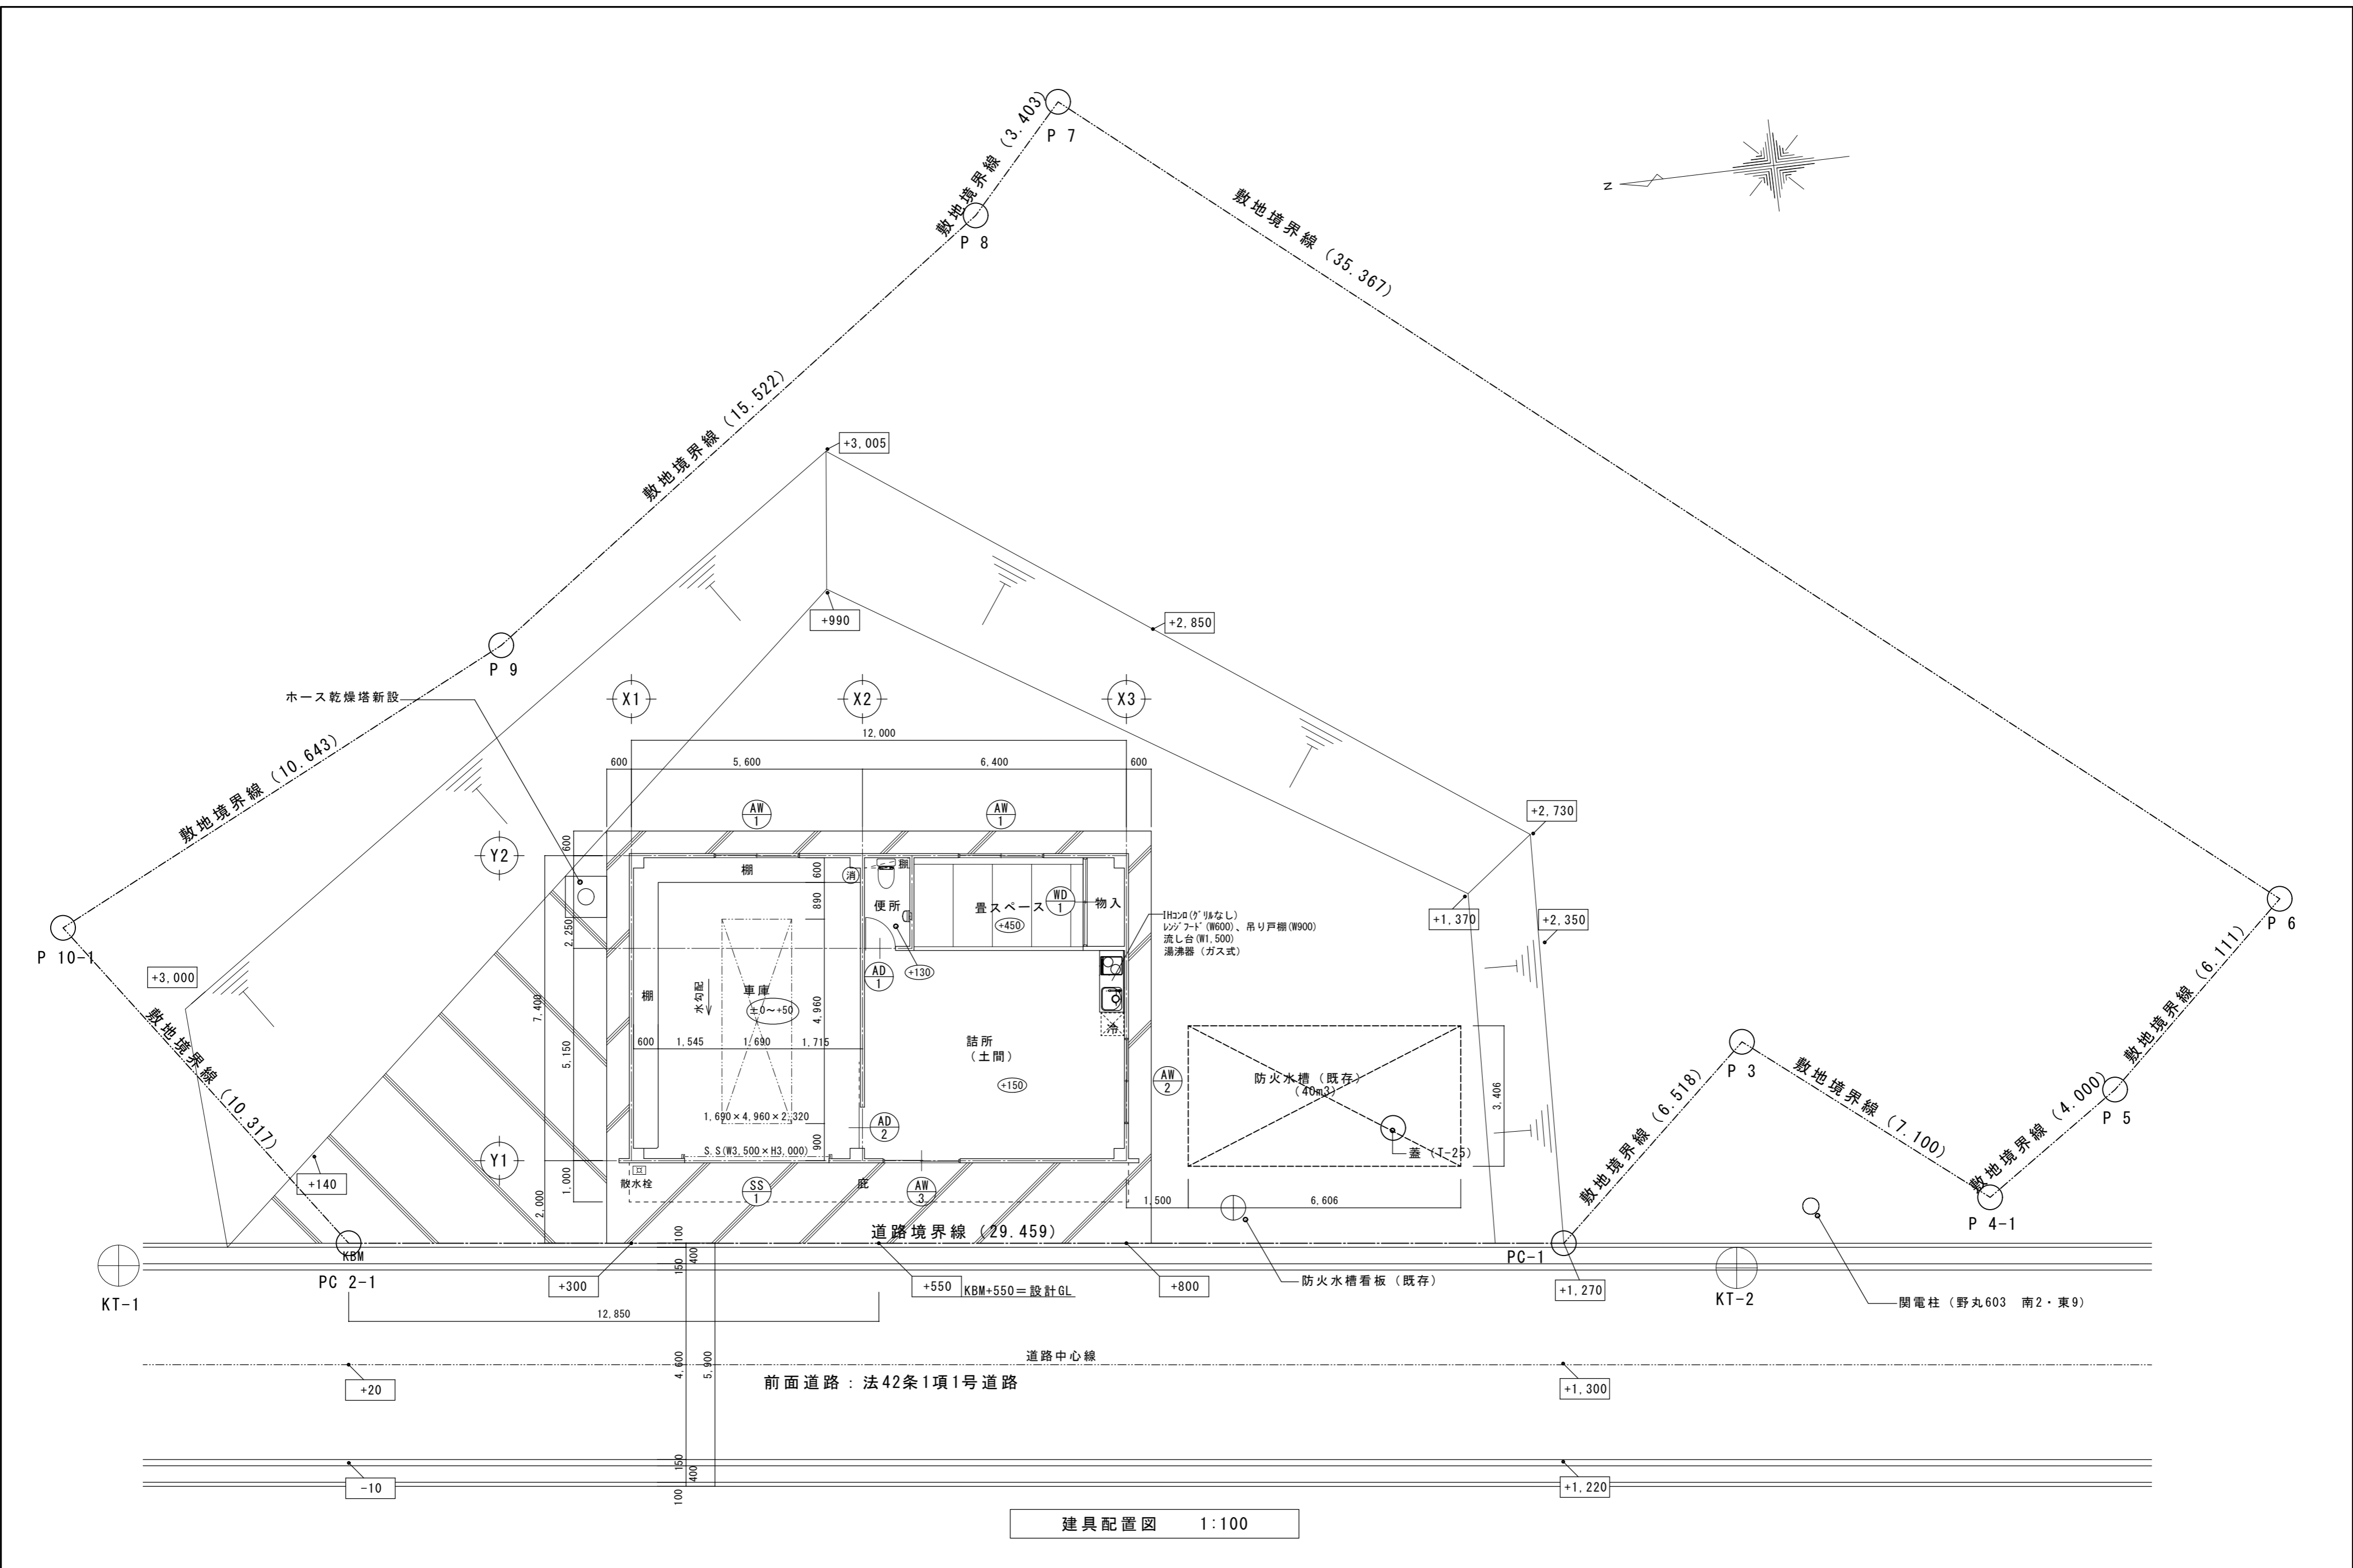 敷地境界線 (3.403)
P 7
P 8
敷地境界線 (35.367)
N
敷地境界線 (15.522)
+3,005
+990
+2,850
P 9
ホース乾燥塔新設
X1
X2
X3
12,000
600
5,600
6,400
600
敷地境界線 (10.643)
AW
1
AW
1
+2,730
Y2
600
棚
600
消
棚
890
便所
畳スペース
+450
WD
1
物入
IHコンロ(グリルなし)
レンジフード(W600)、吊り戸棚(W900)
流し台(W1,500)
湯沸器 (ガス式)
+1,370
+2,350
P 6
P 10-1
+3,000
2,250
AD
1
+130
敷地境界線 (6.111)
7,400
棚
水勾配
車庫
±0~+50
4,960
冷
敷地境界線 (10.317)
5,150
600
1,545
1,690
1,715
詰所
(土間)
+150
AW
2
防火水槽 (既存)
(40m3)
3,406
P 3
敷地境界線 (6.518)
敷地境界線 (7.100)
敷地境界線 (4.000)
P 5
1,690×4,960×2,320
AD
2
900
S.S(W3,500×H3,000)
蓋 (T-25)
Y1
+140
1,000
2,000
散水栓
SS
1
庇
AW
3
1,500
6,606
P 4-1
道路境界線 (29.459)
100
400
150
KBM
PC 2-1
KT-1
+300
+550
KBM+550=設計GL
+800
防火水槽看板 (既存)
PC-1
+1,270
KT-2
関電柱 (野丸603 南2・東9)
12,850
道路中心線
4,600
5,900
+20
前面道路:法42条1項1号道路
+1,300
150
400
100
-10
+1,220
建具配置図 1:100